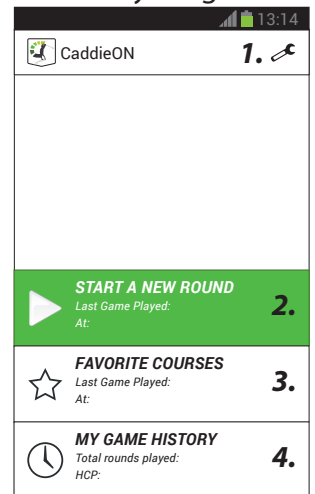 13:14
CaddieON 1.
START A NEW ROUND
Last Game Played:
At:
2.
FAVORITE COURSES
Last Game Played:
At:
3.
MY GAME HISTORY
Total rounds played:
HCP:
4.